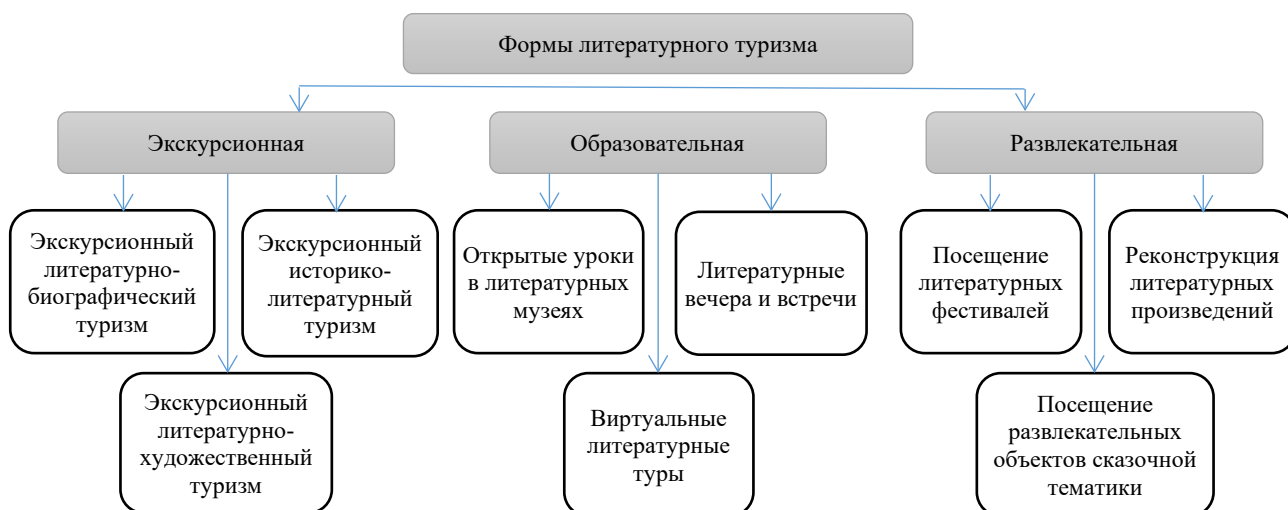 Формы литературного туризма
Экскурсионная
Образовательная
Развлекательная
Экскурсионный
литературно-
биографический
туризм
Экскурсионный
историко-
литературный
туризм
Открытые уроки
в литературных
музеях
Литературные
вечера и встречи
Посещение
литературных
фестивалей
Реконструкция
литературных
произведений
Экскурсионный
литературно-
художественный
туризм
Виртуальные
литературные
туры
Посещение
развлекательных
объектов сказочной
тематики